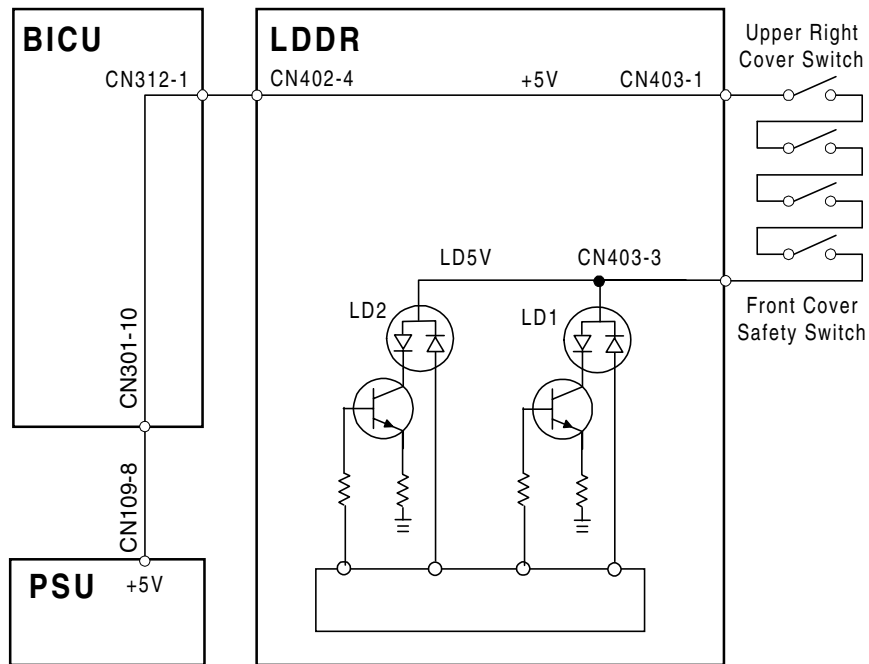 BICU
LDDR
Upper Right
Cover Switch
CN312-1
CN402-4
+5V
CN403-1
LD5V
CN403-3
LD2
LD1
Front Cover
Safety Switch
CN301-10
CN109-8
PSU
+5V